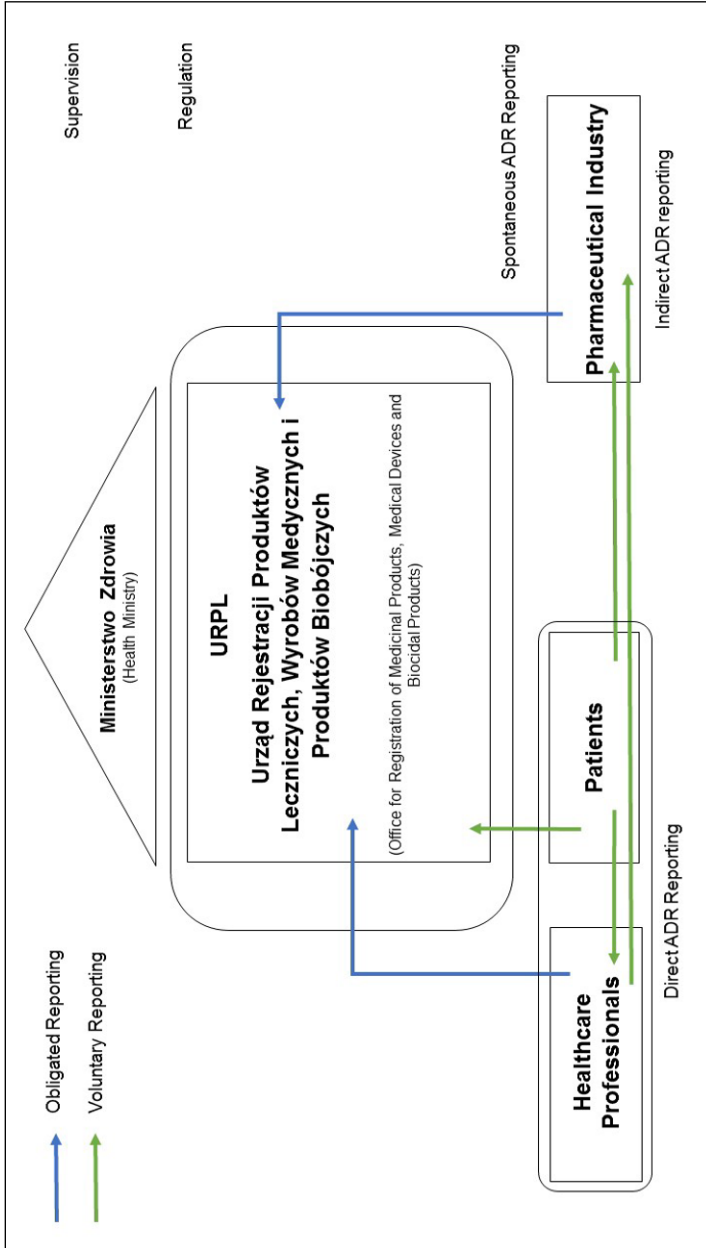 Obligated Reporting
Voluntary Reporting
Supervision
Regulation
Ministerstwo Zdrowia
(Health Ministry)
URPL
Urząd Rejestracji Produktów
Leczniczych, Wyrobów Medycznych i
Produktów Biobójczych
(Office for Registration of Medicinal Products, Medical Devices and
Biocidal Products)
Spontaneous ADR Reporting
Healthcare
Professionals
Patients
Pharmaceutical Industry
Direct ADR Reporting
Indirect ADR reporting